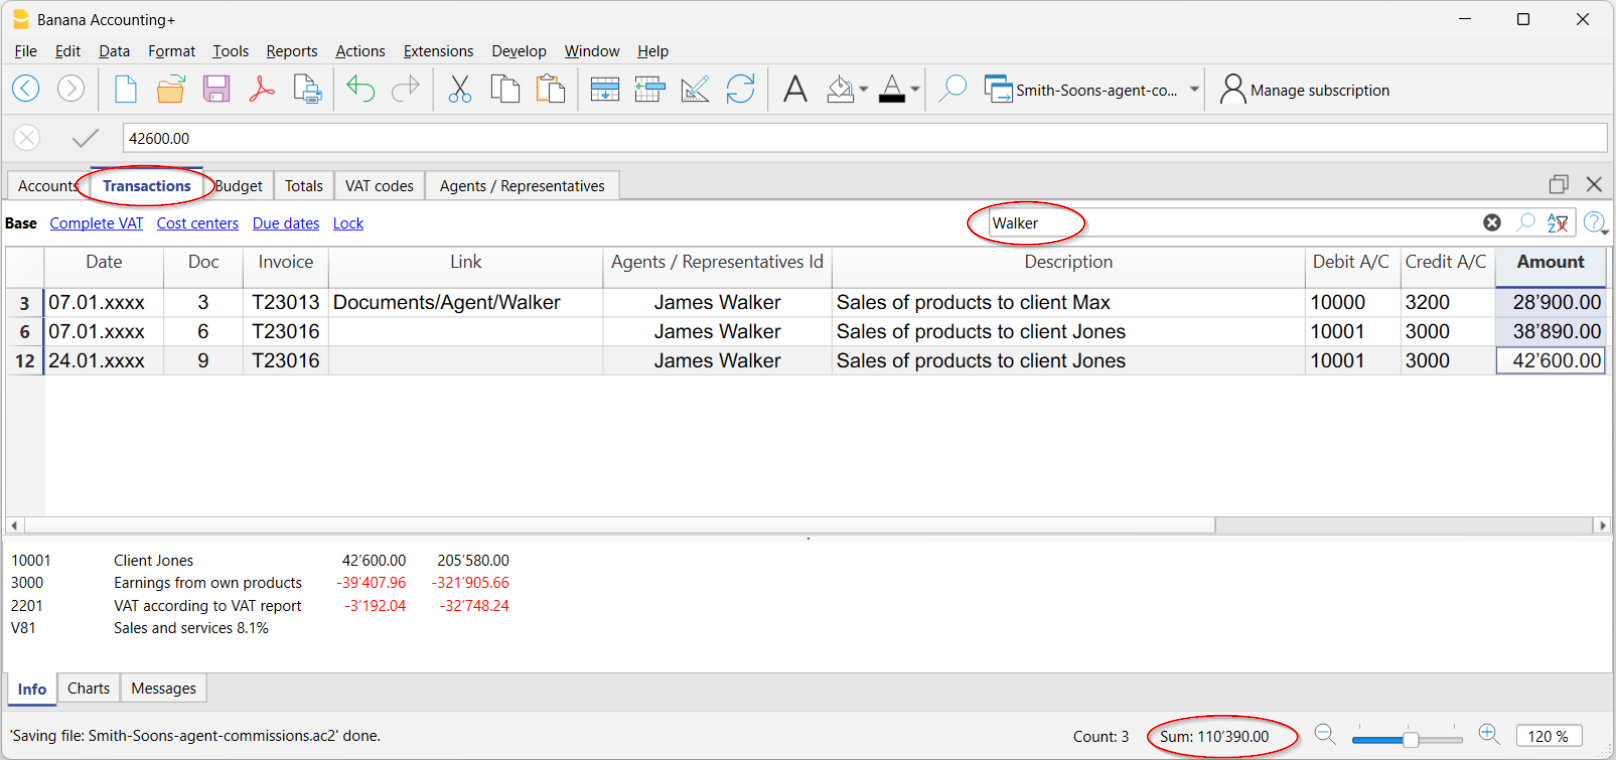 Banana Accounting+
File Edit Data Format Tools Reports Actions Extensions Develop Window Help
Smith-Soons-agent-co... Manage subscription
42600.00
Accounts Transactions Budget Totals VAT codes Agents / Representatives
Base Complete VAT Cost centers Due dates Lock Walker
Date Doc Invoice Link Agents / Representatives Id Description Debit A/C Credit A/C Amount
3 07.01.xxxx 3 T23013 Documents/Agent/Walker James Walker Sales of products to client Max 10000 3200 28’900.00
6 07.01.xxxx 6 T23016 James Walker Sales of products to client Jones 10001 3000 38’890.00
12 24.01.xxxx 9 T23016 James Walker Sales of products to client Jones 10001 3000 42’600.00
10001 Client Jones 42’600.00 205’580.00
3000 Earnings from own products -39’407.96 -321’905.66
2201 VAT according to VAT report -3’192.04 -32’748.24
V81 Sales and services 8.1%
Info Charts Messages
'Saving file: Smith-Soons-agent-commissions.ac2' done. Count: 3 Sum: 110’390.00 120 %